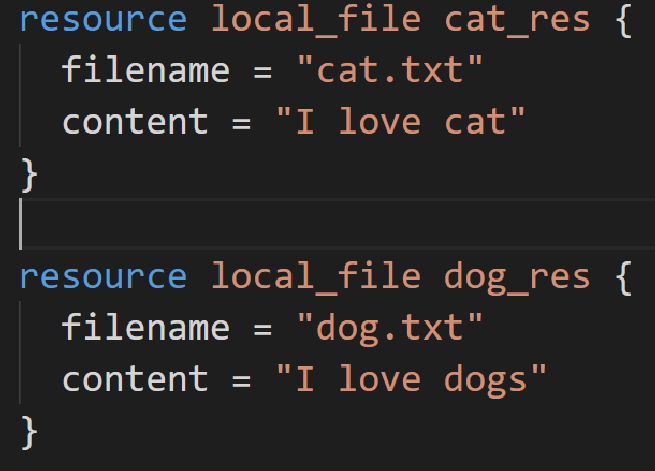 resource local_file cat_res {
filename = "cat.txt"
content = "I love cat"
}
resource local_file dog_res {
filename = "dog.txt"
content = "I love dogs"
}